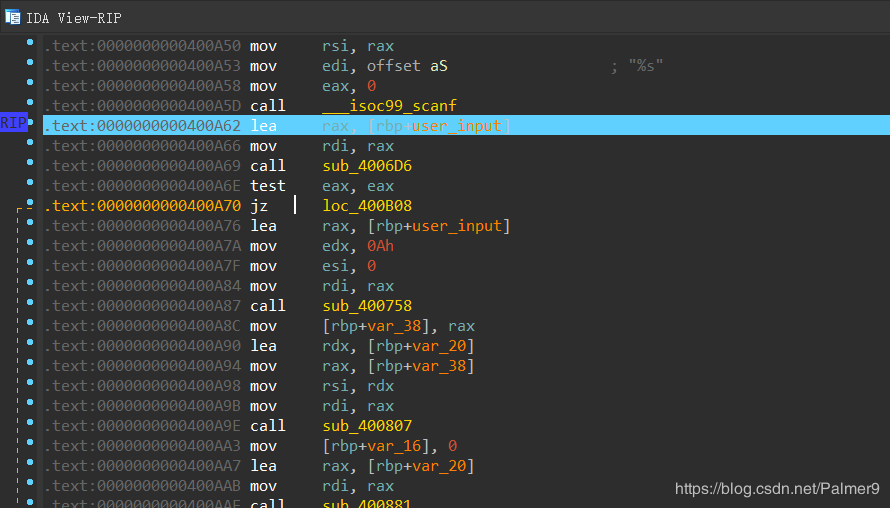 IDA View-RIP
.text:0000000000400A50 mov rsi, rax
.text:0000000000400A53 mov edi, offset aS ; "%s"
.text:0000000000400A58 mov eax, 0
.text:0000000000400A5D call ___isoc99_scanf
RIP .text:0000000000400A62 lea rax, [rbp+user_input]
.text:0000000000400A66 mov rdi, rax
.text:0000000000400A69 call sub_4006D6
.text:0000000000400A6E test eax, eax
.text:0000000000400A70 jz loc_400B08
.text:0000000000400A76 lea rax, [rbp+user_input]
.text:0000000000400A7A mov edx, 0Ah
.text:0000000000400A7F mov esi, 0
.text:0000000000400A84 mov rdi, rax
.text:0000000000400A87 call sub_400758
.text:0000000000400A8C mov [rbp+var_38], rax
.text:0000000000400A90 lea rdx, [rbp+var_20]
.text:0000000000400A94 mov rax, [rbp+var_38]
.text:0000000000400A98 mov rsi, rdx
.text:0000000000400A9B mov rdi, rax
.text:0000000000400A9E call sub_400807
.text:0000000000400AA3 mov [rbp+var_16], 0
.text:0000000000400AA7 lea rax, [rbp+var_20]
.text:0000000000400AAB mov rdi, rax
.text:0000000000400AAE call sub_400881
https://blog.csdn.net/Palmer9